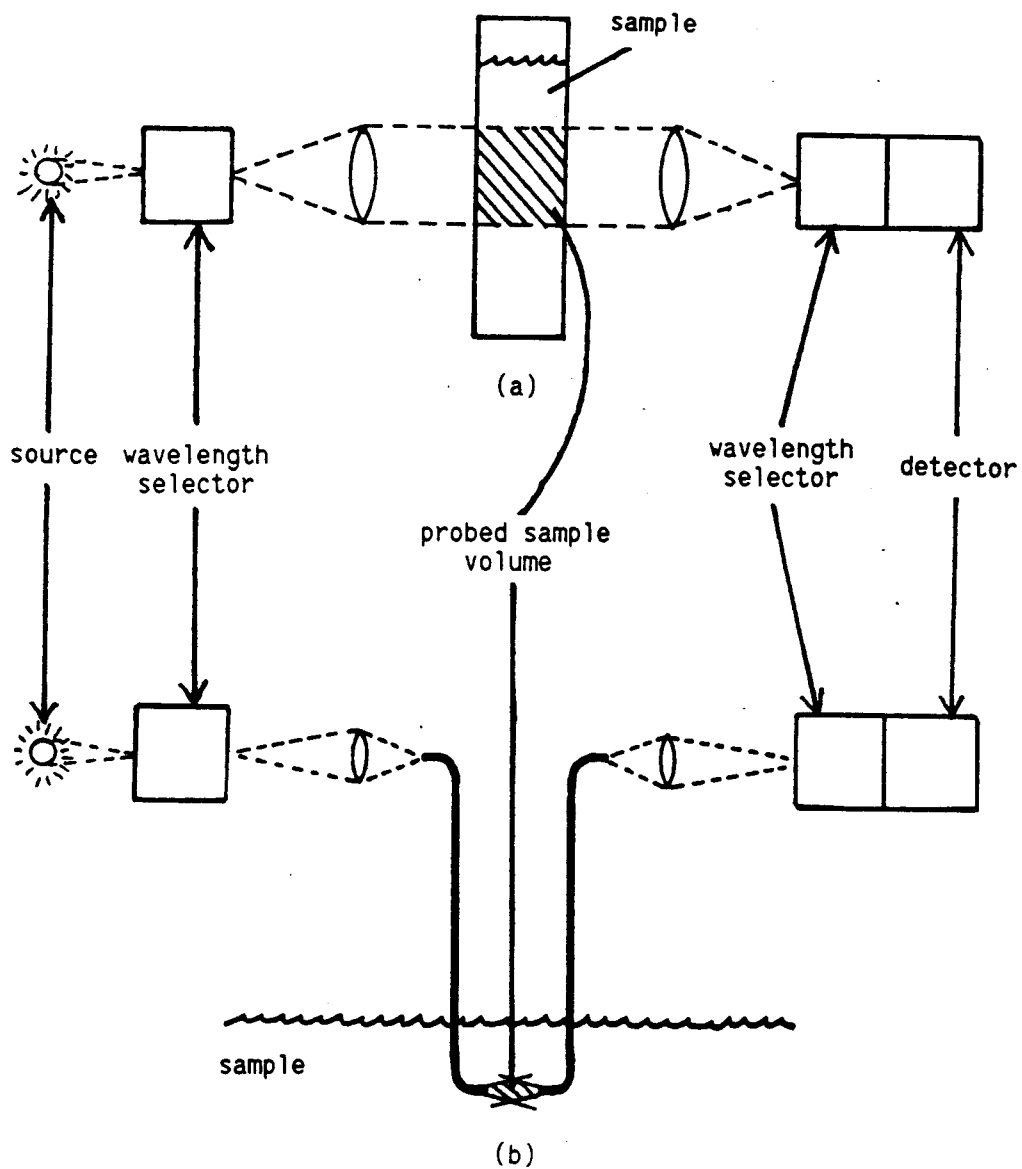 sample
(a)
source
wavelength
selector
wavelength
selector
detector
probed sample
volume
sample
(b)